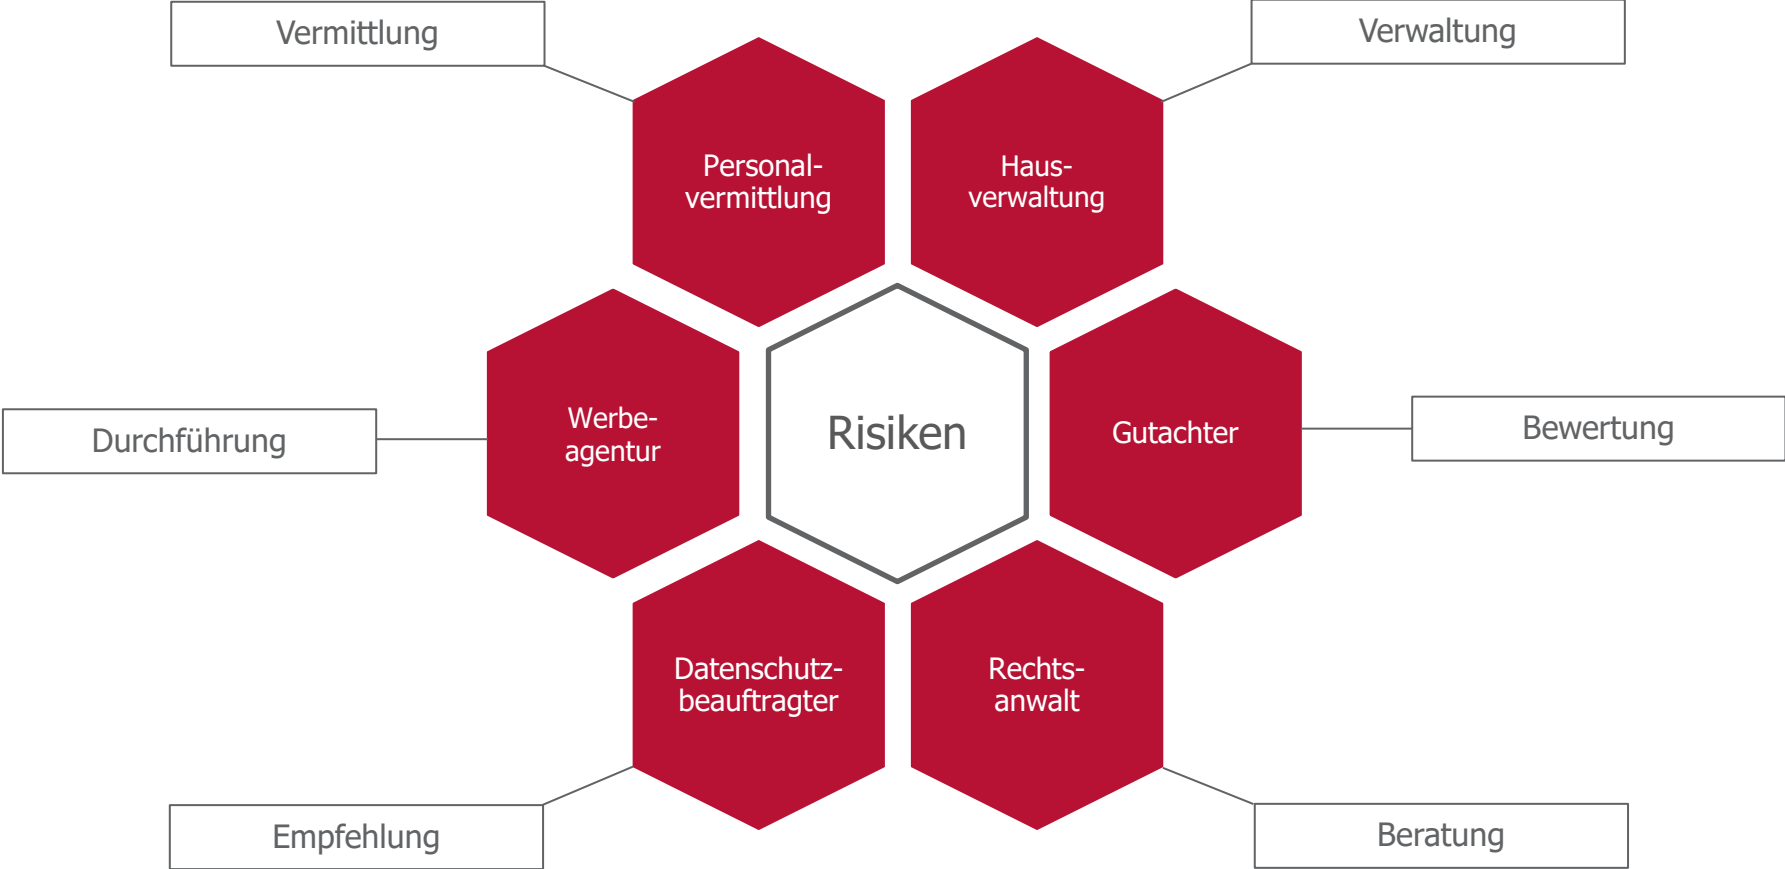 Vermittlung
Verwaltung
Personal-
vermittlung
Haus-
verwaltung
Durchführung
Werbe-
agentur
Risiken
Gutachter
Bewertung
Datenschutz-
beauftragter
Rechts-
anwalt
Empfehlung
Beratung